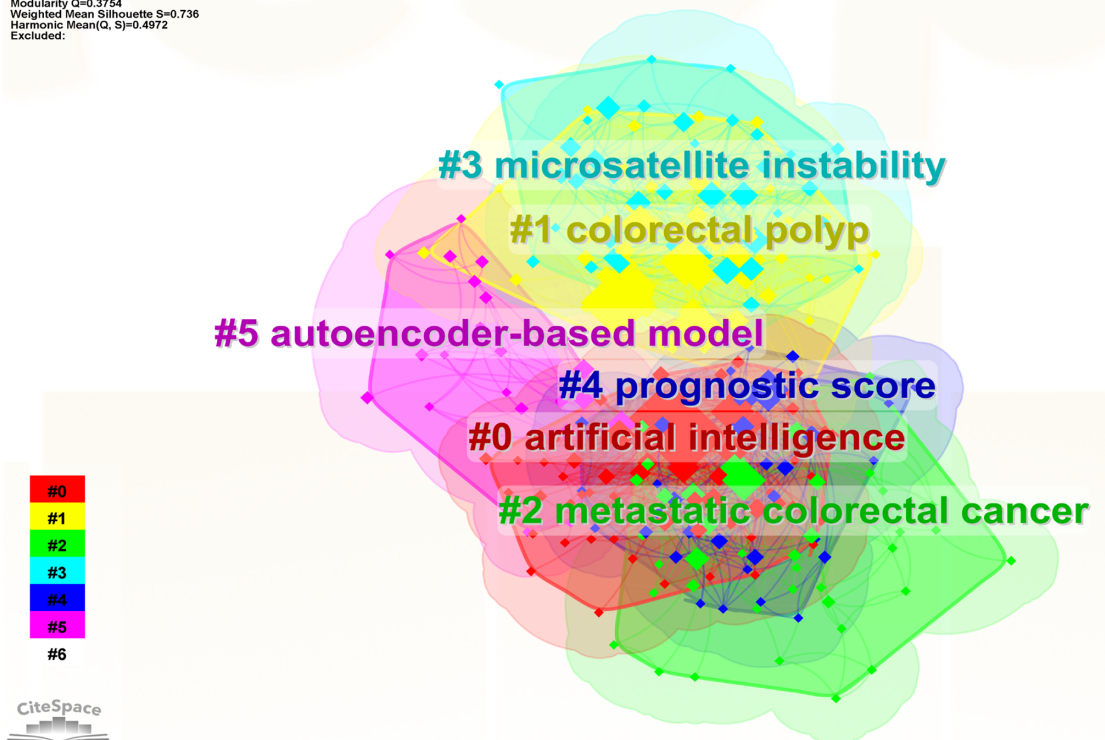 Modularity Q=0.3754
Weighted Mean Silhouette S=0.736
Harmonic Mean(Q, S)=0.4972
Excluded:
#3 microsatellite instability
#1 colorectal polyp
#5 autoencoder-based model
#4 prognostic score
#0 artificial intelligence
#2 metastatic colorectal cancer
#0
#1
#2
#3
#4
#5
#6
CiteSpace